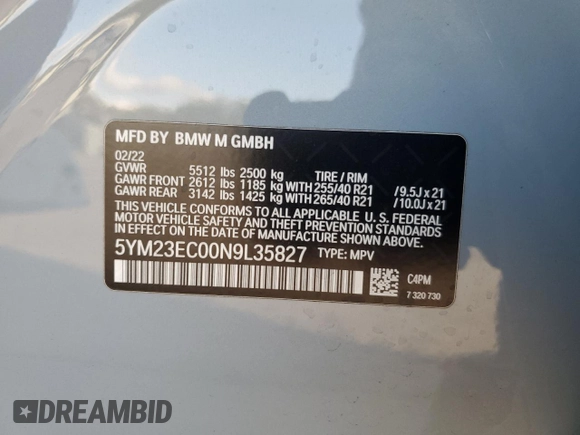 MFD BY BMW M GMBH
02/22
GVWR 5512 lbs 2500 kg TIRE / RIM
GAWR FRONT 2612 lbs 1185 kg WITH 255/40 R21 / 9.5J x 21
GAWR REAR 3142 lbs 1425 kg WITH 265/40 R21 / 10.0J x 21
THIS VEHICLE CONFORMS TO ALL APPLICABLE U. S. FEDERAL
MOTOR VEHICLE SAFETY, BUMPER, AND THEFT PREVENTION STANDARDS
IN EFFECT ON THE DATE OF MANUFACTURE SHOWN ABOVE.
5YM23EC00N9L35827 TYPE: MPV
C4PM
7 320 730
DREAMBID